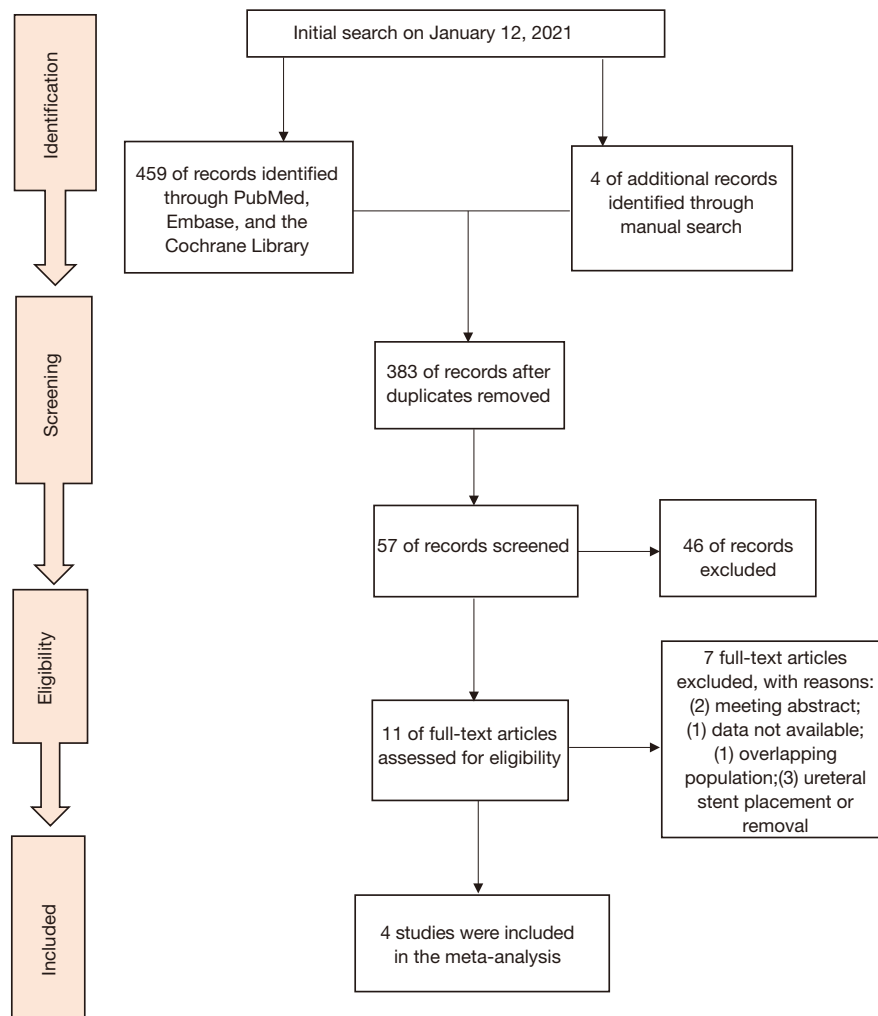 Identification
Initial search on January 12, 2021
459 of records identified
through PubMed,
Embase, and the
Cochrane Library
4 of additional records
identified through
manual search
Screening
383 of records after
duplicates removed
57 of records screened
46 of records
excluded
Eligibility
11 of full-text articles
assessed for eligibility
7 full-text articles
excluded, with reasons:
(2) meeting abstract;
(1) data not available;
(1) overlapping
population;(3) ureteral
stent placement or
removal
Included
4 studies were included
in the meta-analysis